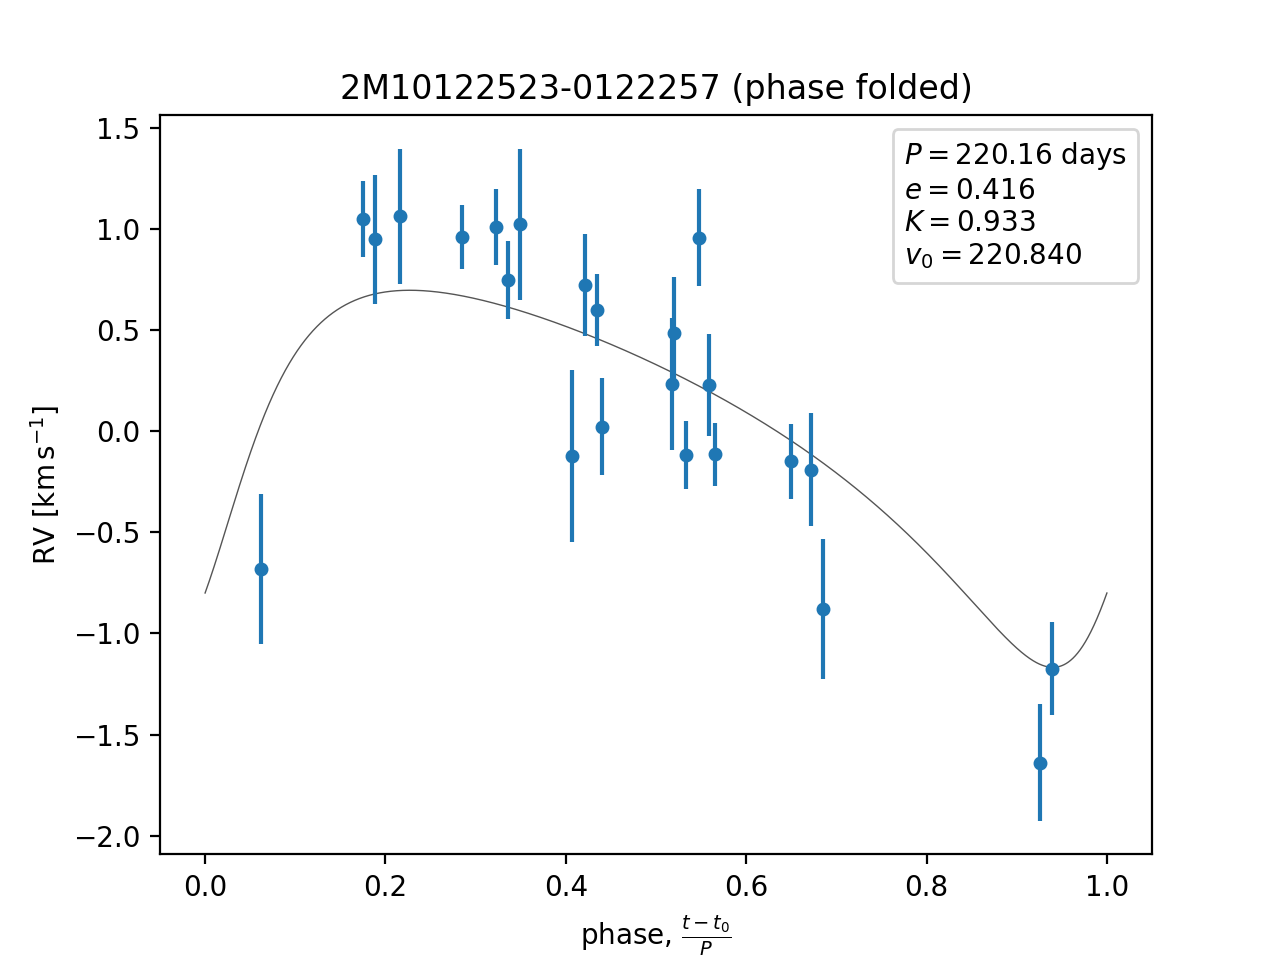 2M10122523-0122257 (phase folded)
P = 220.16 days
e = 0.416
K = 0.933
v₀ = 220.840
1.5
1.0
0.5
0.0
−0.5
−1.0
−1.5
−2.0
RV [km s⁻¹]
0.0 0.2 0.4 0.6 0.8 1.0
phase, (t − t₀)/P